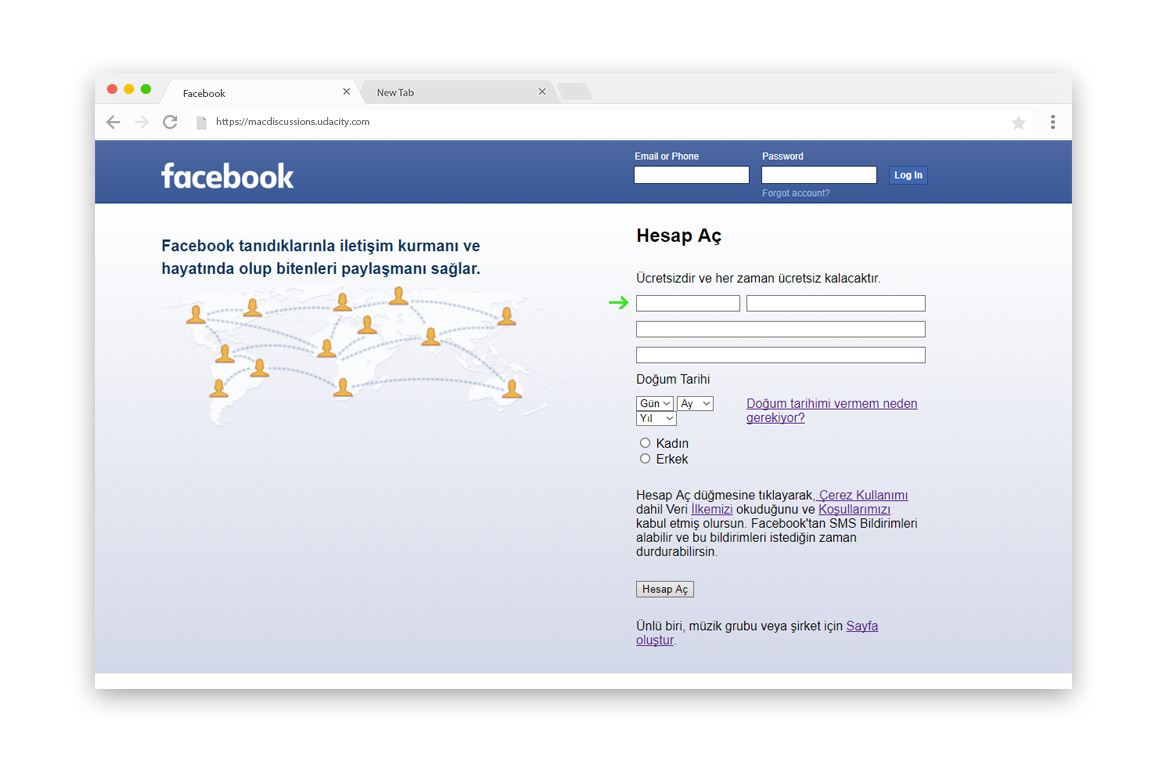 Facebook
New Tab
https://macdiscussions.udacity.com
facebook
Email or Phone
Password
Log In
Forgot account?
Facebook tanıdıklarınla iletişim kurmanı ve
hayatında olup bitenleri paylaşmanı sağlar.
Hesap Aç
Ücretsizdir ve her zaman ücretsiz kalacaktır.
Doğum Tarihi
Gün
Ay
Yıl
Doğum tarihimi vermem neden
gerekiyor?
Kadın
Erkek
Hesap Aç düğmesine tıklayarak, Çerez Kullanımı
dahil Veri İlkemizi okuduğunu ve Koşullarımızı
kabul etmiş olursun. Facebook'tan SMS Bildirimleri
alabilir ve bu bildirimleri istediğin zaman
durdurabilirsin.
Hesap Aç
Ünlü biri, müzik grubu veya şirket için Sayfa
oluştur.